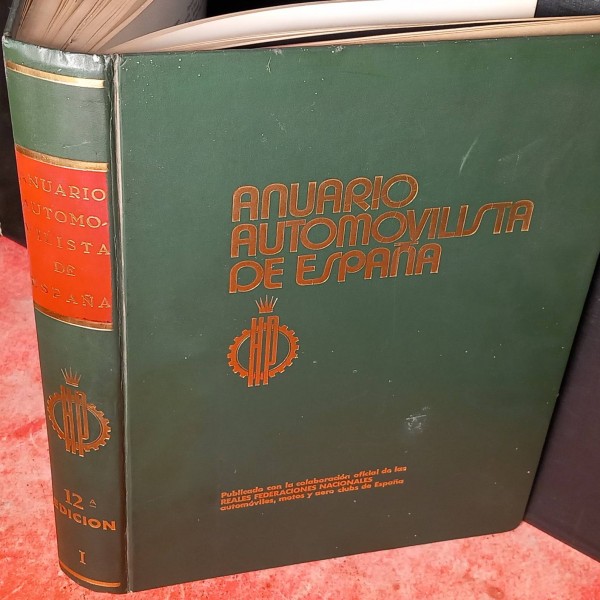 ANUARIO
AUTOMO-
VILISTA
DE
ESPAÑA
12ª
EDICION
I
ANUARIO
AUTOMOVILISTA
DE ESPAÑA
Publicado con la colaboración oficial de las
REALES FEDERACIONES NACIONALES
automóviles, motos y aero clubs de España